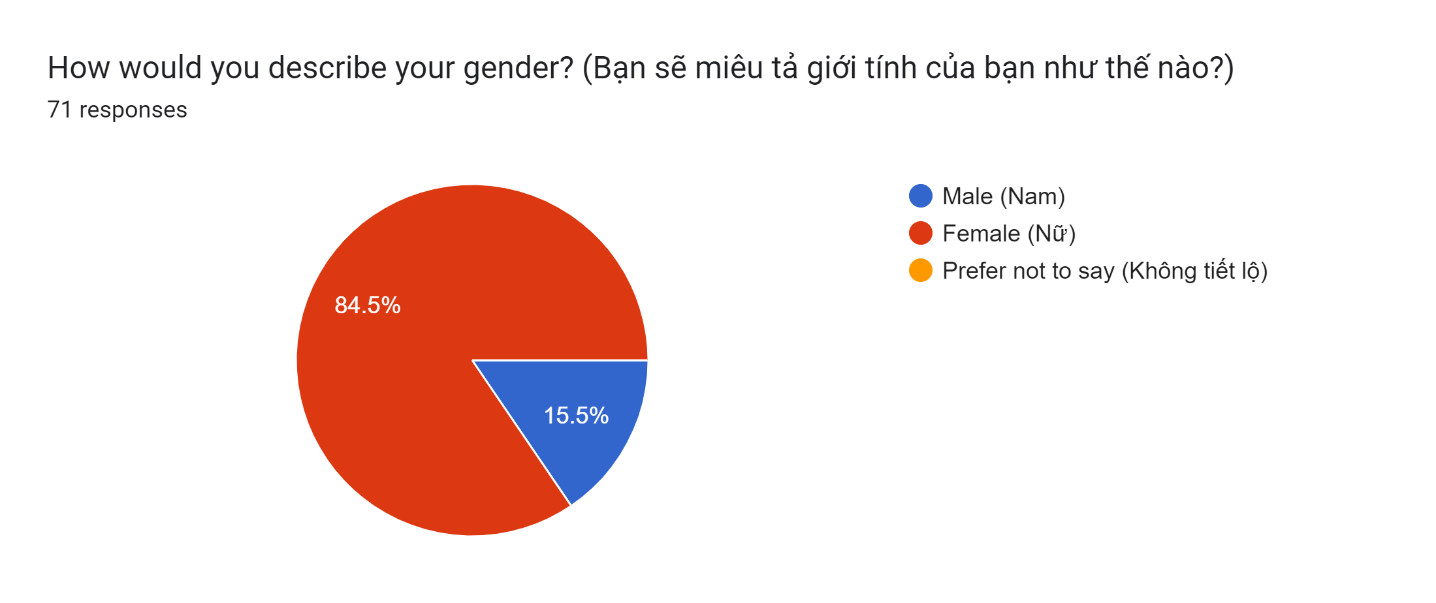 How would you describe your gender? (Bạn sẽ miêu tả giới tính của bạn như thế nào?)
71 responses
84.5%
15.5%
Male (Nam)
Female (Nữ)
Prefer not to say (Không tiết lộ)